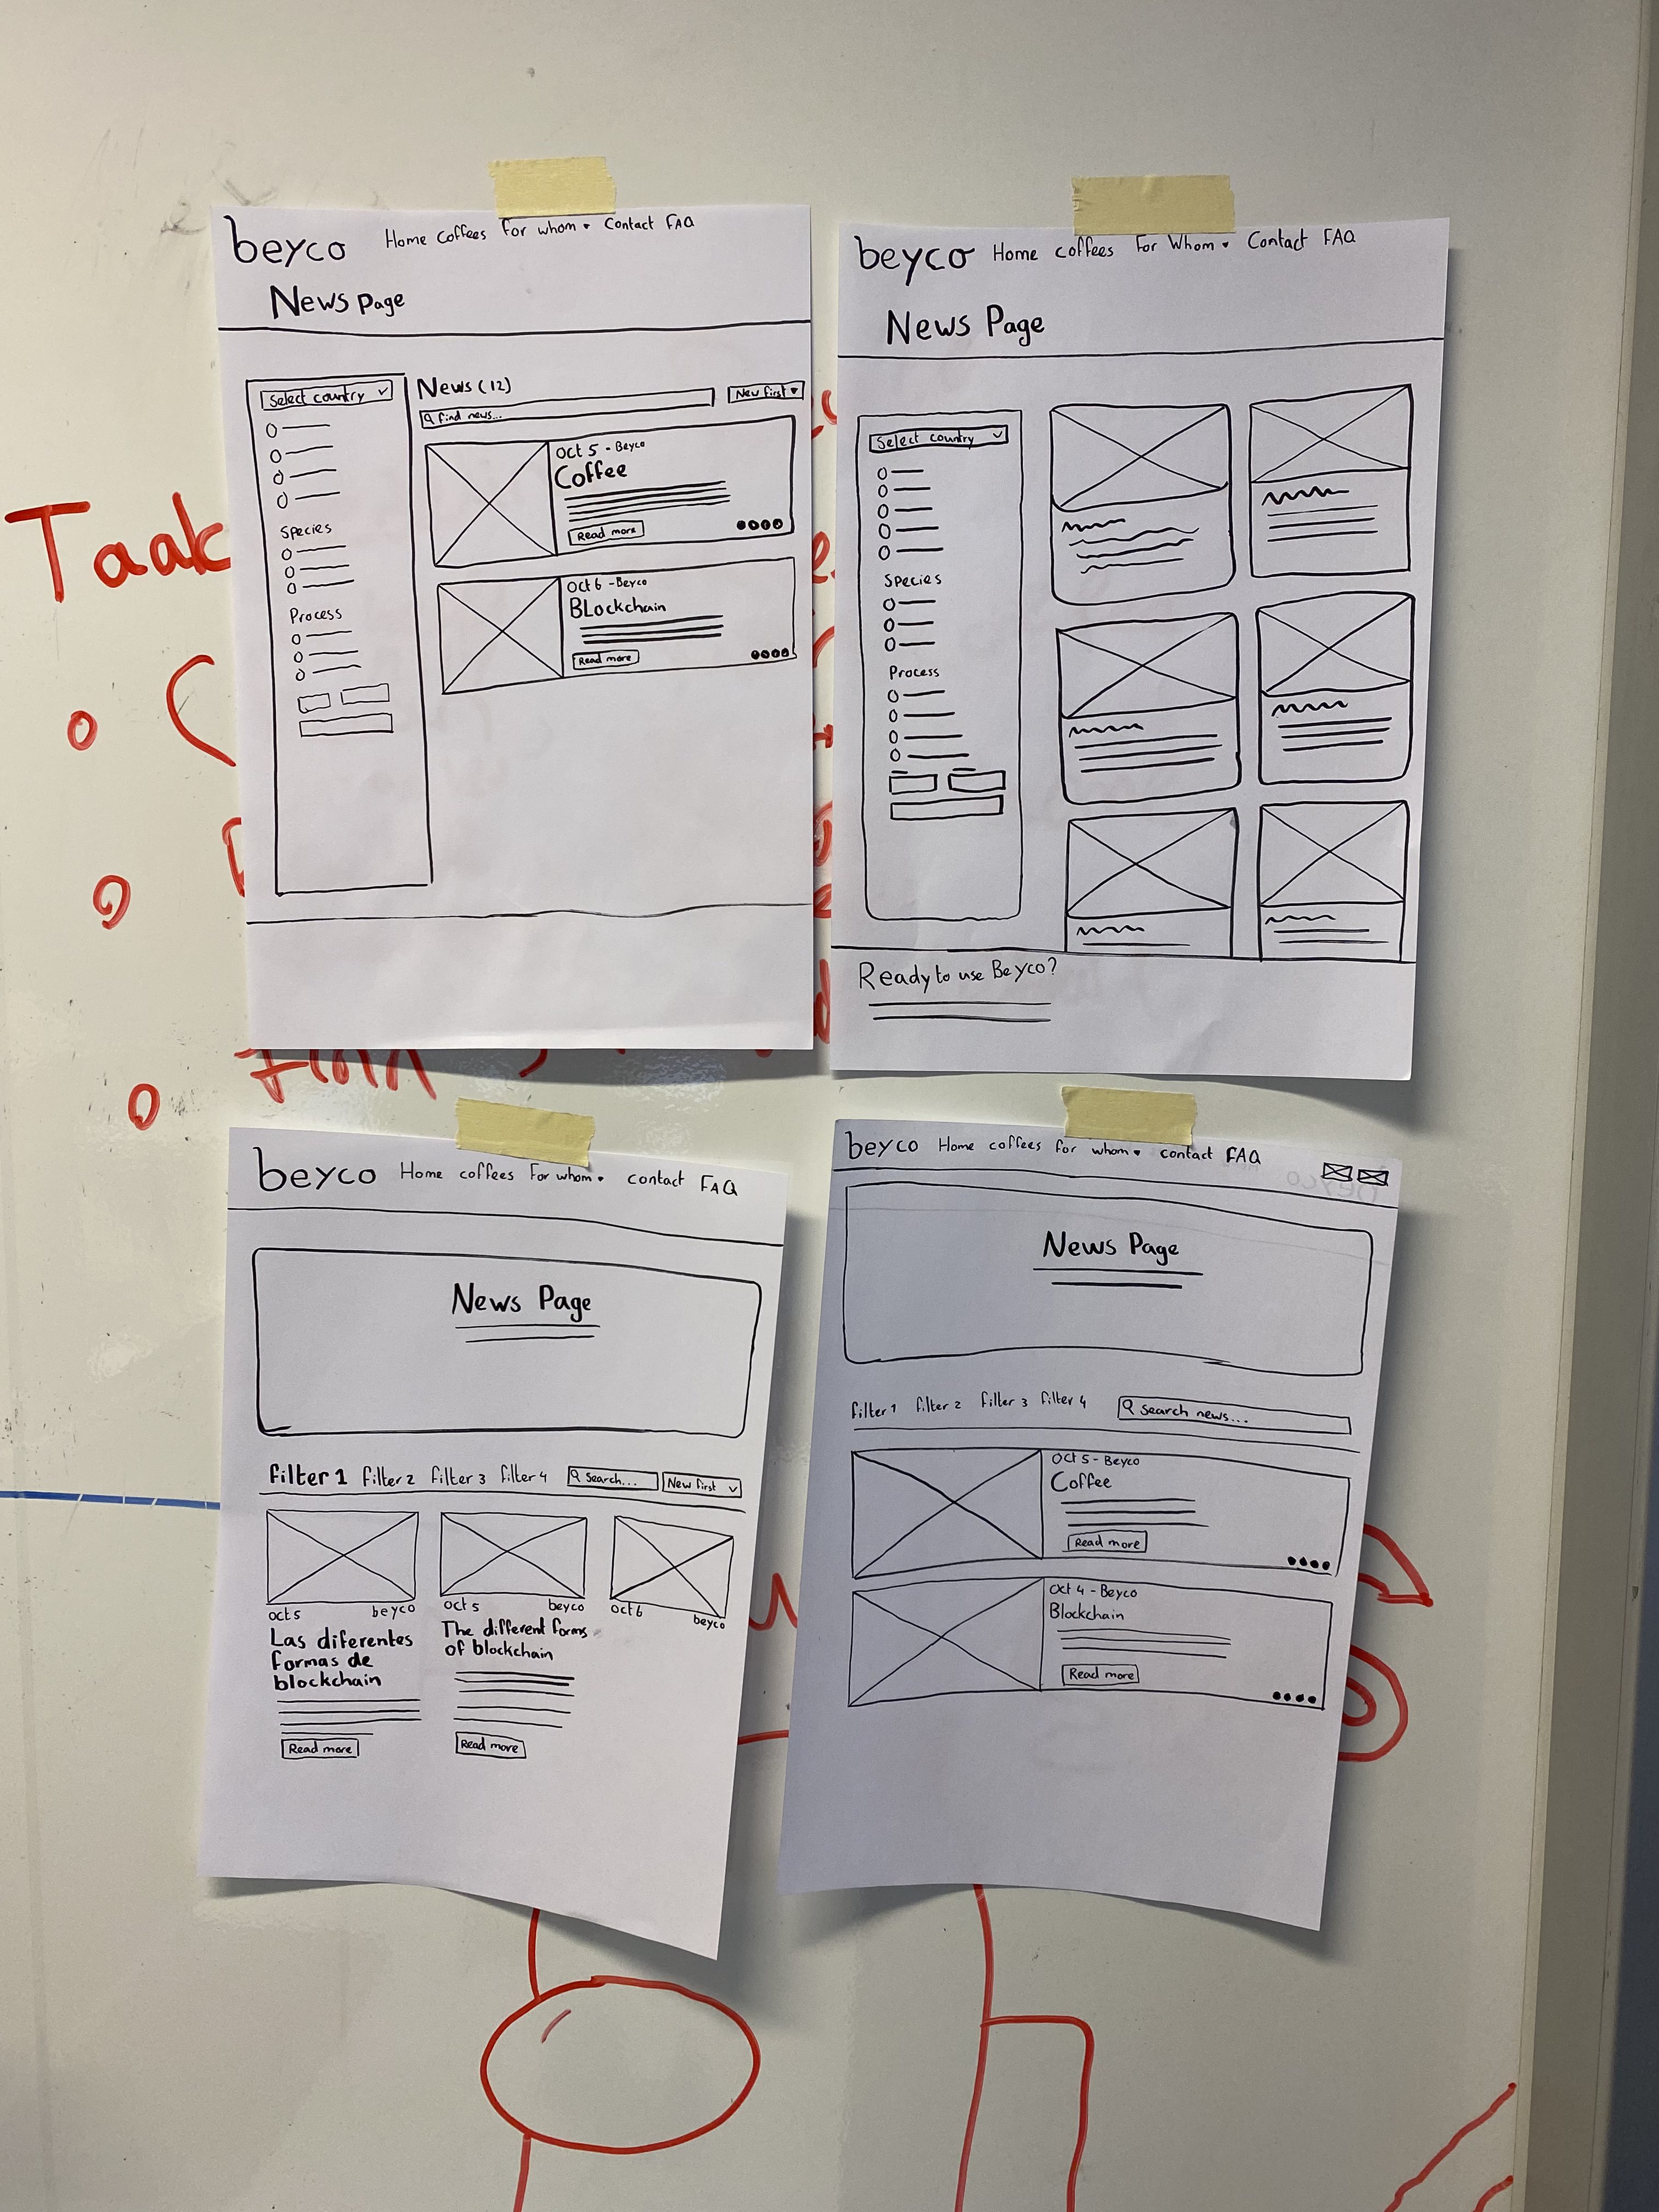 beyco Home Coffees For whom Contact FAQ
News Page
Select country
Species
Process
News (12)
New first
find news...
Oct 5 - Beyco
Coffee
Read more
Oct 6 - Beyco
BLockchain
Read more
beyco Home coffees For Whom Contact FAQ
News Page
Select country
Species
Process
Ready to use Beyco?
Taak
beyco Home coffees For whom contact FAQ
News Page
filter 1 filter 2 filter 3 filter 4 Search... New first
oct 5 beyco
Las diferentes
formas de
blockchain
Read more
oct 5 beyco
The different forms
of blockchain
Read more
oct 6 beyco
beyco Home coffees for whom contact FAQ
News Page
filter 1 filter 2 filter 3 filter 4 search news...
Oct 5 - Beyco
Coffee
Read more
Oct 4 - Beyco
Blockchain
Read more